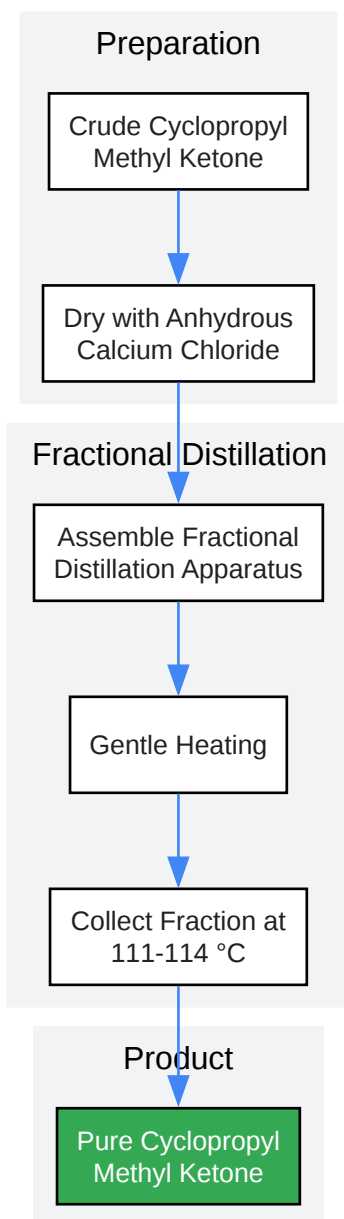 Preparation
Crude Cyclopropyl
Methyl Ketone
Dry with Anhydrous
Calcium Chloride
Fractional Distillation
Assemble Fractional
Distillation Apparatus
Gentle Heating
Collect Fraction at
111-114 °C
Product
Pure Cyclopropyl
Methyl Ketone